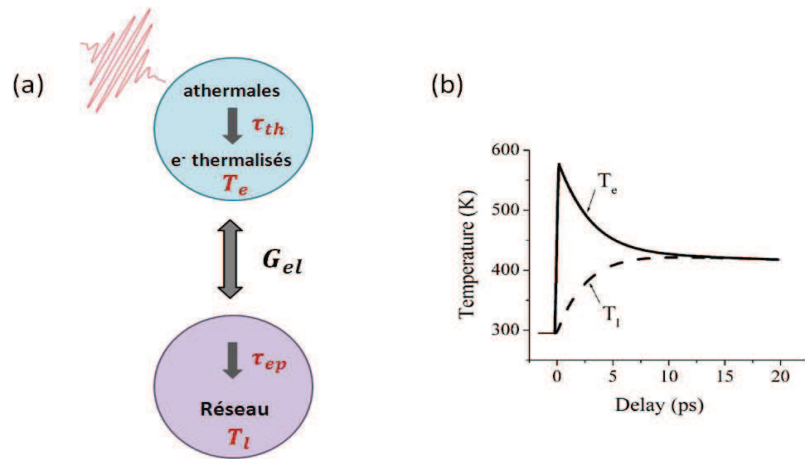 (a)
athermales
τth
e- thermalisés
Te
Gel
τep
Réseau
Tl
(b)
600
500
400
300
Temperature (K)
Te
Tl
0
5
10
15
20
Delay (ps)